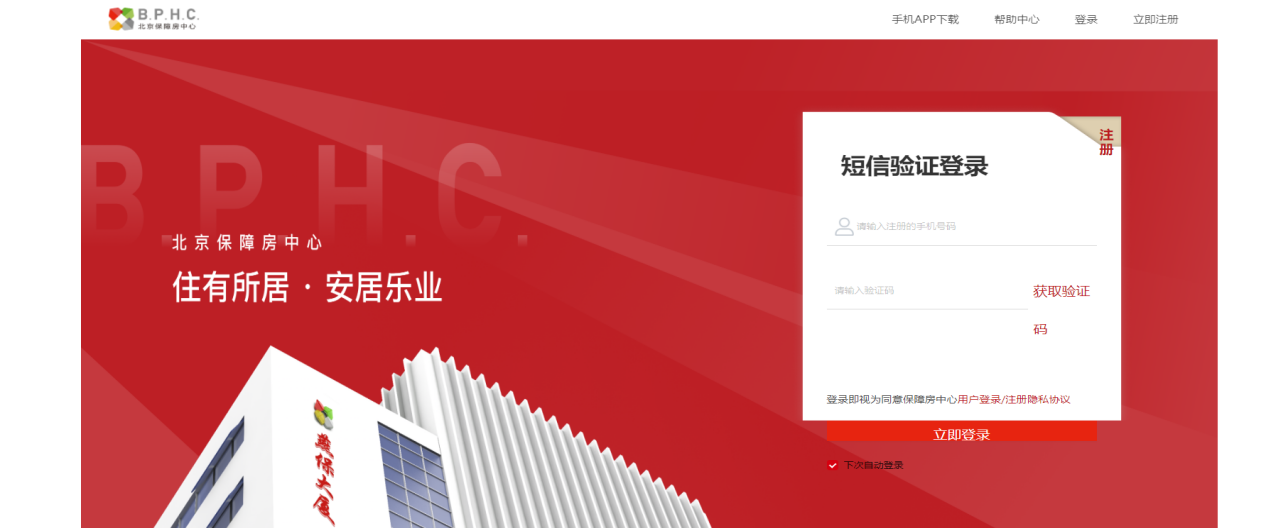 B.P.H.C.
北京保障房中心
手机APP下载 帮助中心 登录 立即注册
B.P.H.C.
北京保障房中心
住有所居·安居乐业
燕保大厦
注册
短信验证登录
请输入注册的手机号码
请输入验证码
获取验证
码
登录即视为同意保障房中心用户登录/注册隐私协议
立即登录
下次自动登录